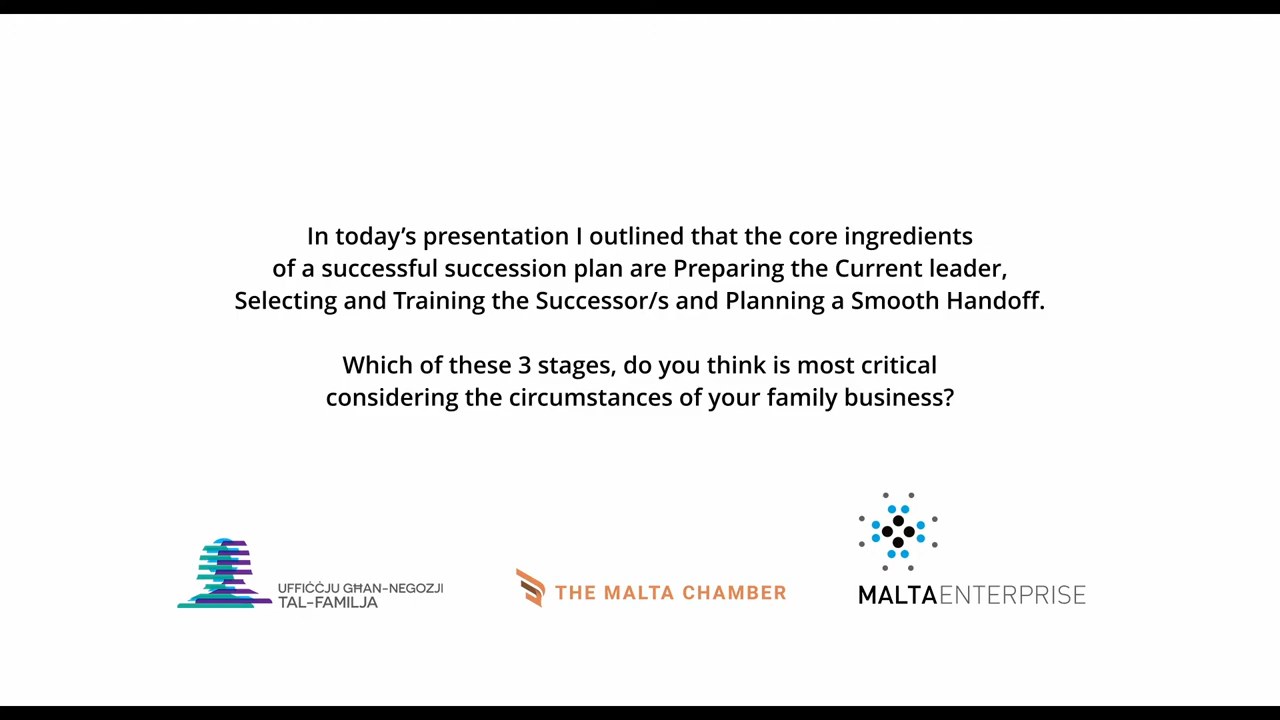 In today’s presentation I outlined that the core ingredients
of a successful succession plan are Preparing the Current leader,
Selecting and Training the Successor/s and Planning a Smooth Handoff.
Which of these 3 stages, do you think is most critical
considering the circumstances of your family business?
UFFIĊĊJU GĦAN-NEGOZJI
TAL-FAMILJA
THE MALTA CHAMBER
MALTAENTERPRISE